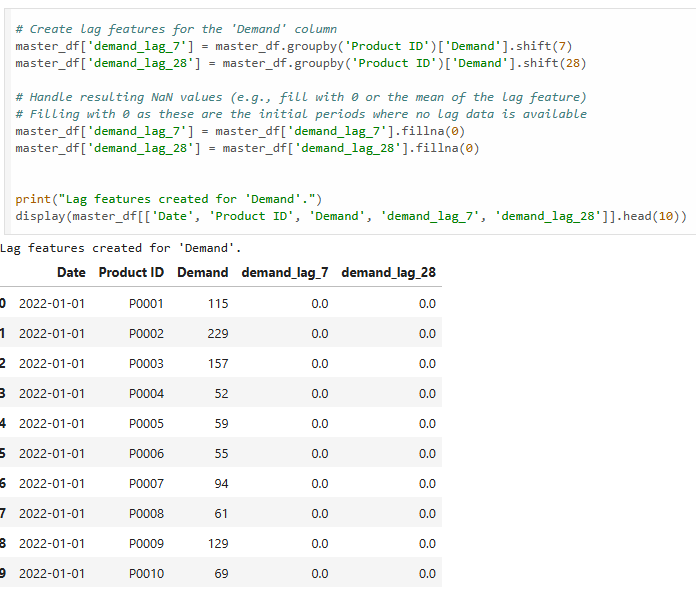 # Create lag features for the 'Demand' column
master_df['demand_lag_7'] = master_df.groupby('Product ID')['Demand'].shift(7)
master_df['demand_lag_28'] = master_df.groupby('Product ID')['Demand'].shift(28)
# Handle resulting NaN values (e.g., fill with 0 or the mean of the lag feature)
# Filling with 0 as these are the initial periods where no lag data is available
master_df['demand_lag_7'] = master_df['demand_lag_7'].fillna(0)
master_df['demand_lag_28'] = master_df['demand_lag_28'].fillna(0)
print("Lag features created for 'Demand'.")
display(master_df[['Date', 'Product ID', 'Demand', 'demand_lag_7', 'demand_lag_28']].head(10))
Lag features created for 'Demand'.
Date Product ID Demand demand_lag_7 demand_lag_28
0 2022-01-01 P0001 115 0.0 0.0
1 2022-01-01 P0002 229 0.0 0.0
2 2022-01-01 P0003 157 0.0 0.0
3 2022-01-01 P0004 52 0.0 0.0
4 2022-01-01 P0005 59 0.0 0.0
5 2022-01-01 P0006 55 0.0 0.0
6 2022-01-01 P0007 94 0.0 0.0
7 2022-01-01 P0008 61 0.0 0.0
8 2022-01-01 P0009 129 0.0 0.0
9 2022-01-01 P0010 69 0.0 0.0